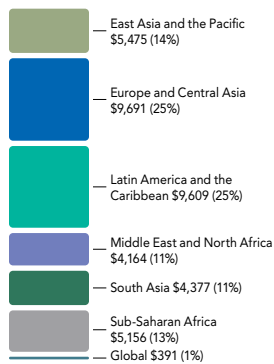 East Asia and the Pacific
$5,475 (14%)
Europe and Central Asia
$9,691 (25%)
Latin America and the
Caribbean $9,609 (25%)
Middle East and North Africa
$4,164 (11%)
South Asia $4,377 (11%)
Sub-Saharan Africa
$5,156 (13%)
Global $391 (1%)